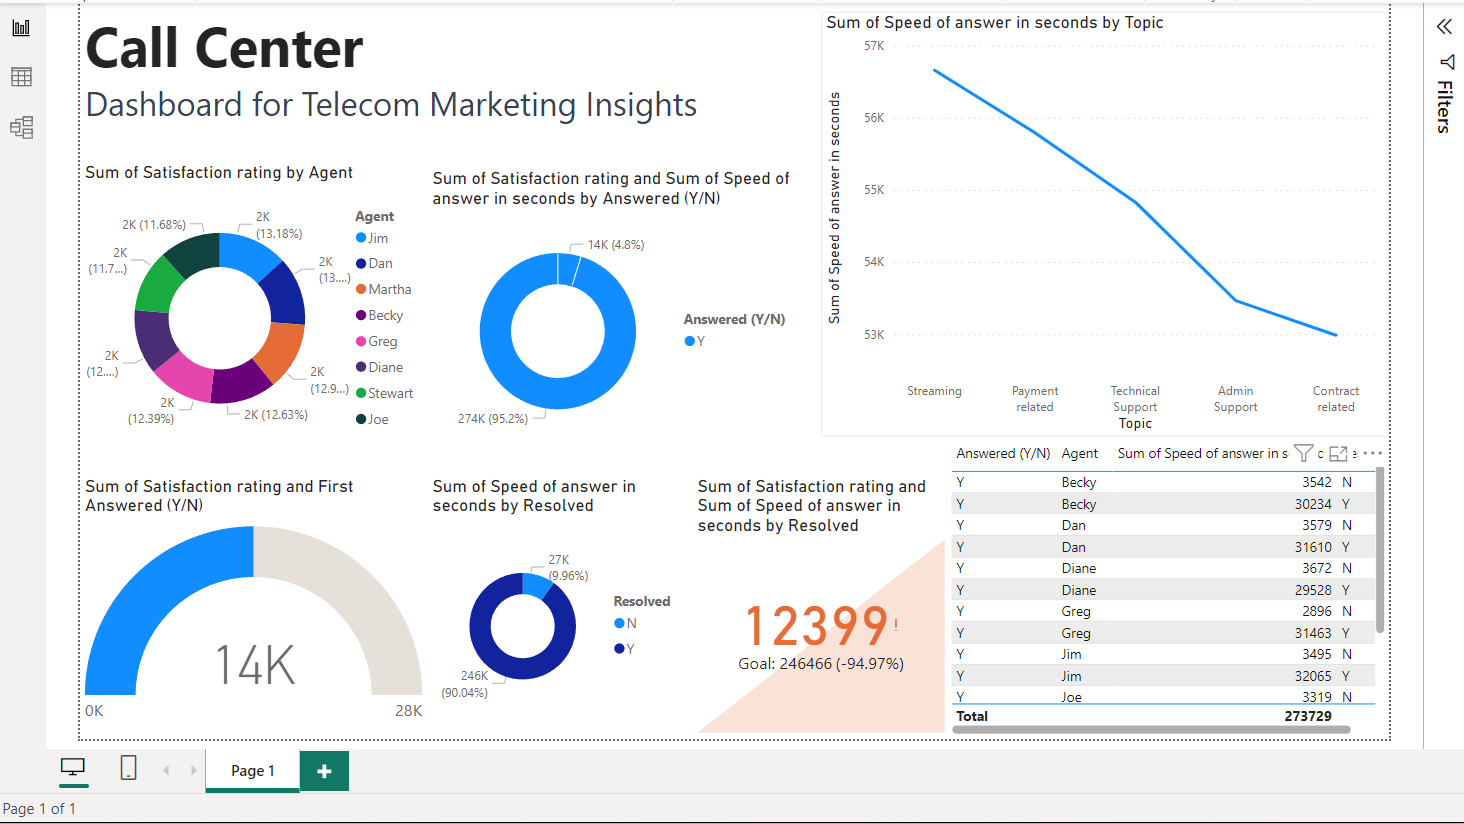 Call Center
Dashboard for Telecom Marketing Insights
Sum of Satisfaction rating by Agent
2K (11.68%)
2K
(13.18%)
2K
(11.7...)
2K
(13....)
2K
(12....)
2K
(12.9...)
2K
(12.39%)
2K (12.63%)
Agent
Jim
Dan
Martha
Becky
Greg
Diane
Stewart
Joe
Sum of Satisfaction rating and Sum of Speed of
answer in seconds by Answered (Y/N)
14K (4.8%)
274K (95.2%)
Answered (Y/N)
Y
Sum of Speed of answer in seconds by Topic
Sum of Speed of answer in seconds
57K
56K
55K
54K
53K
Streaming
Payment
related
Technical
Support
Admin
Support
Contract
related
Topic
Filters
Sum of Satisfaction rating and First
Answered (Y/N)
14K
0K
28K
Sum of Speed of answer in
seconds by Resolved
27K
(9.96%)
246K
(90.04%)
Resolved
N
Y
Sum of Satisfaction rating and
Sum of Speed of answer in
seconds by Resolved
12399!
Goal: 246466 (-94.97%)
Answered (Y/N) Agent Sum of Speed of answer in
Y Becky 3542 N
Y Becky 30234 Y
Y Dan 3579 N
Y Dan 31610 Y
Y Diane 3672 N
Y Diane 29528 Y
Y Greg 2896 N
Y Greg 31463 Y
Y Jim 3495 N
Y Jim 32065 Y
Y Joe 3319 N
Total 273729
Page 1
Page 1 of 1